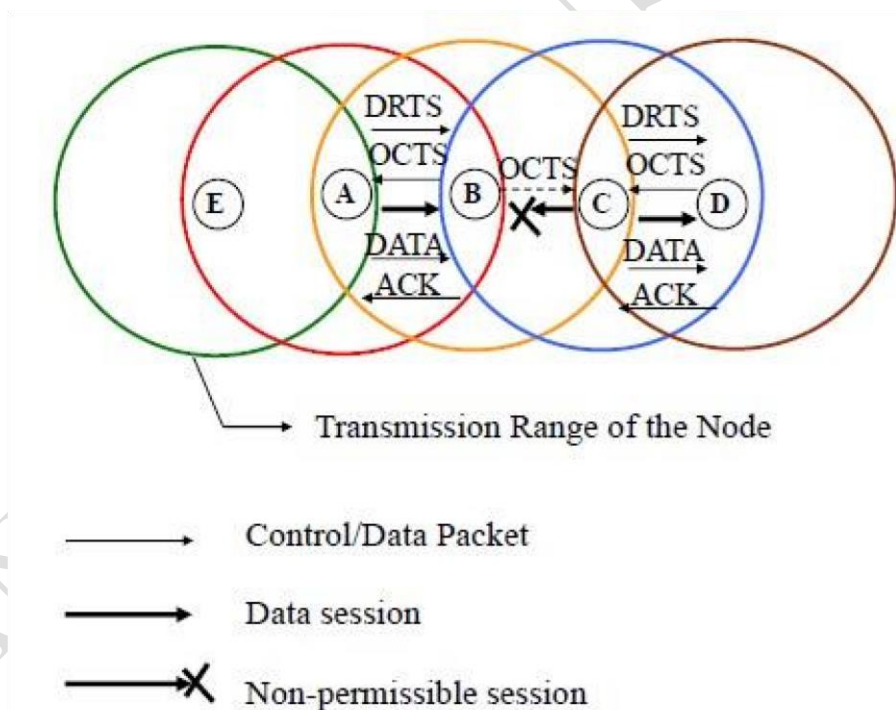 DRTS
DRTS
OCTS
OCTS
OCTS
E
A
B
C
D
DATA
DATA
ACK
ACK
Transmission Range of the Node
Control/Data Packet
Data session
Non-permissible session